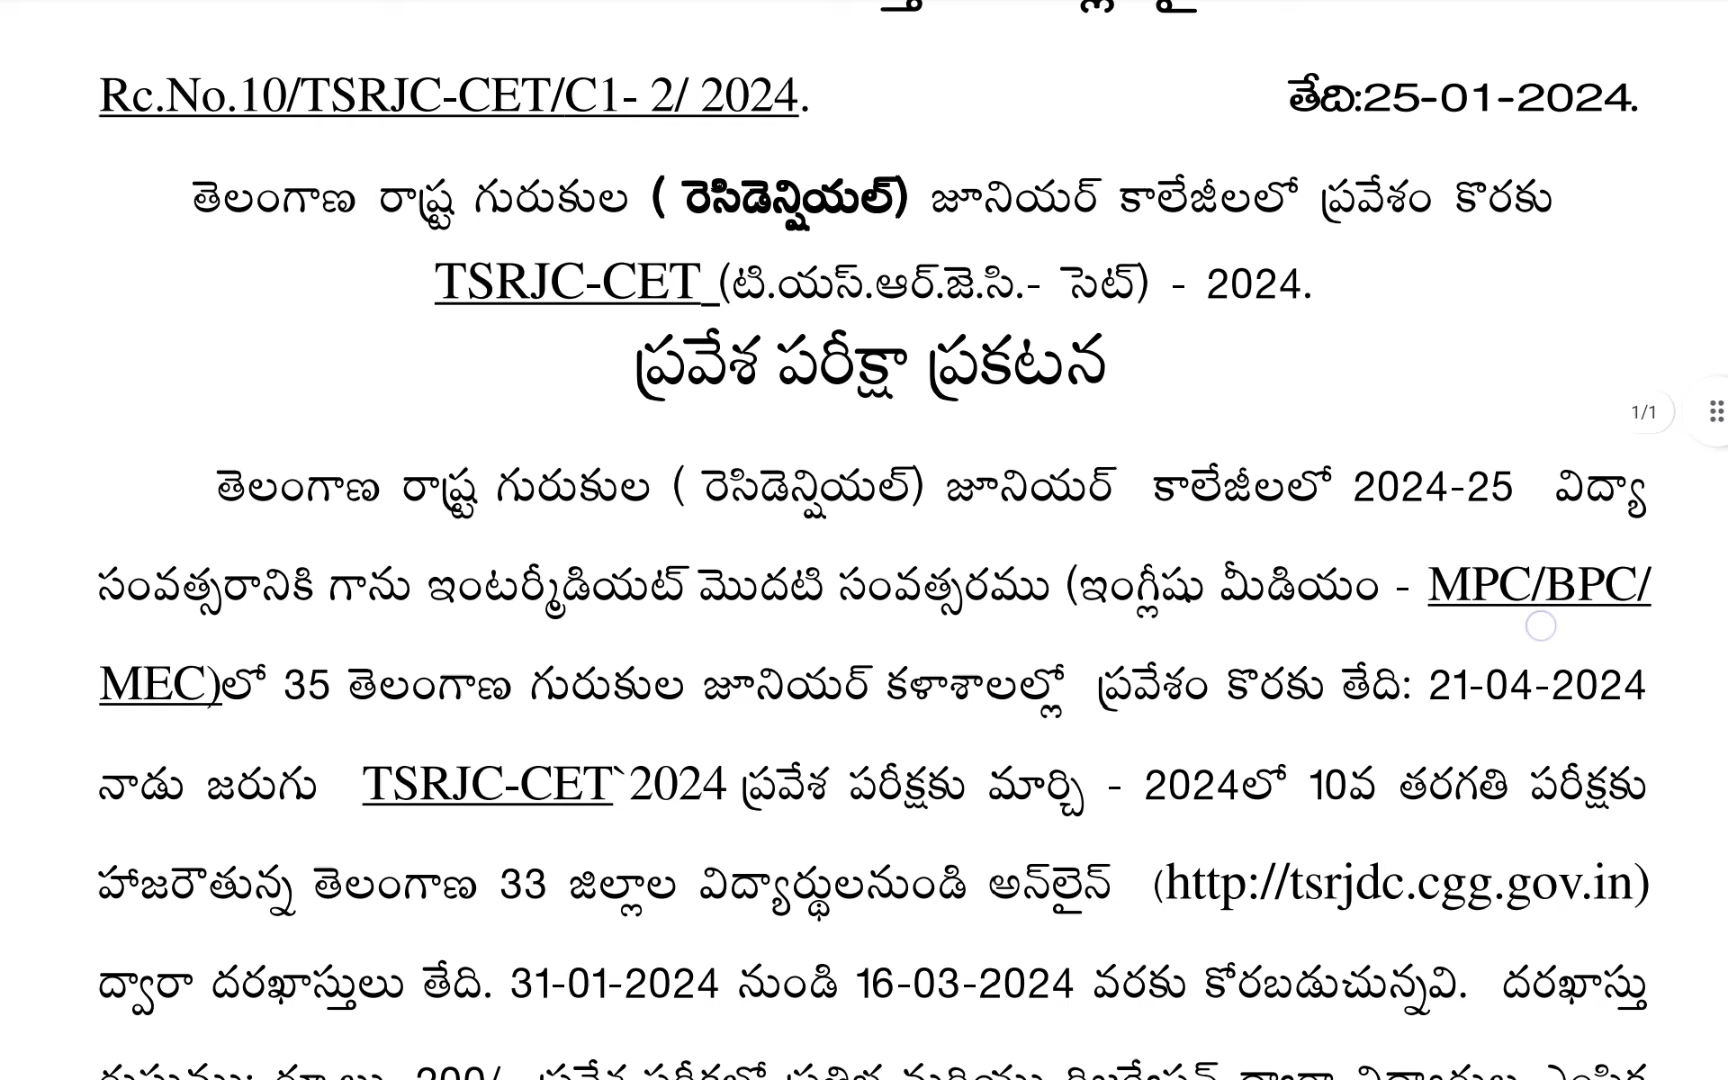 Rc.No.10/TSRJC-CET/C1- 2/ 2024. తేది:25-01-2024.
తెలంగాణ రాష్ట్ర గురుకుల ( రెసిడెన్షియల్) జూనియర్ కాలేజీలలో ప్రవేశం కొరకు
TSRJC-CET (టి.యస్.ఆర్.జె.సి.- సెట్) - 2024.
ప్రవేశ పరీక్షా ప్రకటన
1/1
తెలంగాణ రాష్ట్ర గురుకుల ( రెసిడెన్షియల్) జూనియర్ కాలేజీలలో 2024-25 విద్యా
సంవత్సరానికి గాను ఇంటర్మీడియట్ మొదటి సంవత్సరము (ఇంగ్లీషు మీడియం - MPC/BPC/
MEC)లో 35 తెలంగాణ గురుకుల జూనియర్ కళాశాలల్లో ప్రవేశం కొరకు తేది: 21-04-2024
నాడు జరుగు TSRJC-CET`2024 ప్రవేశ పరీక్షకు మార్చి - 2024లో 10వ తరగతి పరీక్షకు
హాజరౌతున్న తెలంగాణ 33 జిల్లాల విద్యార్థులనుండి అన్‌లైన్ (http://tsrjdc.cgg.gov.in)
ద్వారా దరఖాస్తులు తేది. 31-01-2024 నుండి 16-03-2024 వరకు కోరబడుచున్నవి. దరఖాస్తు